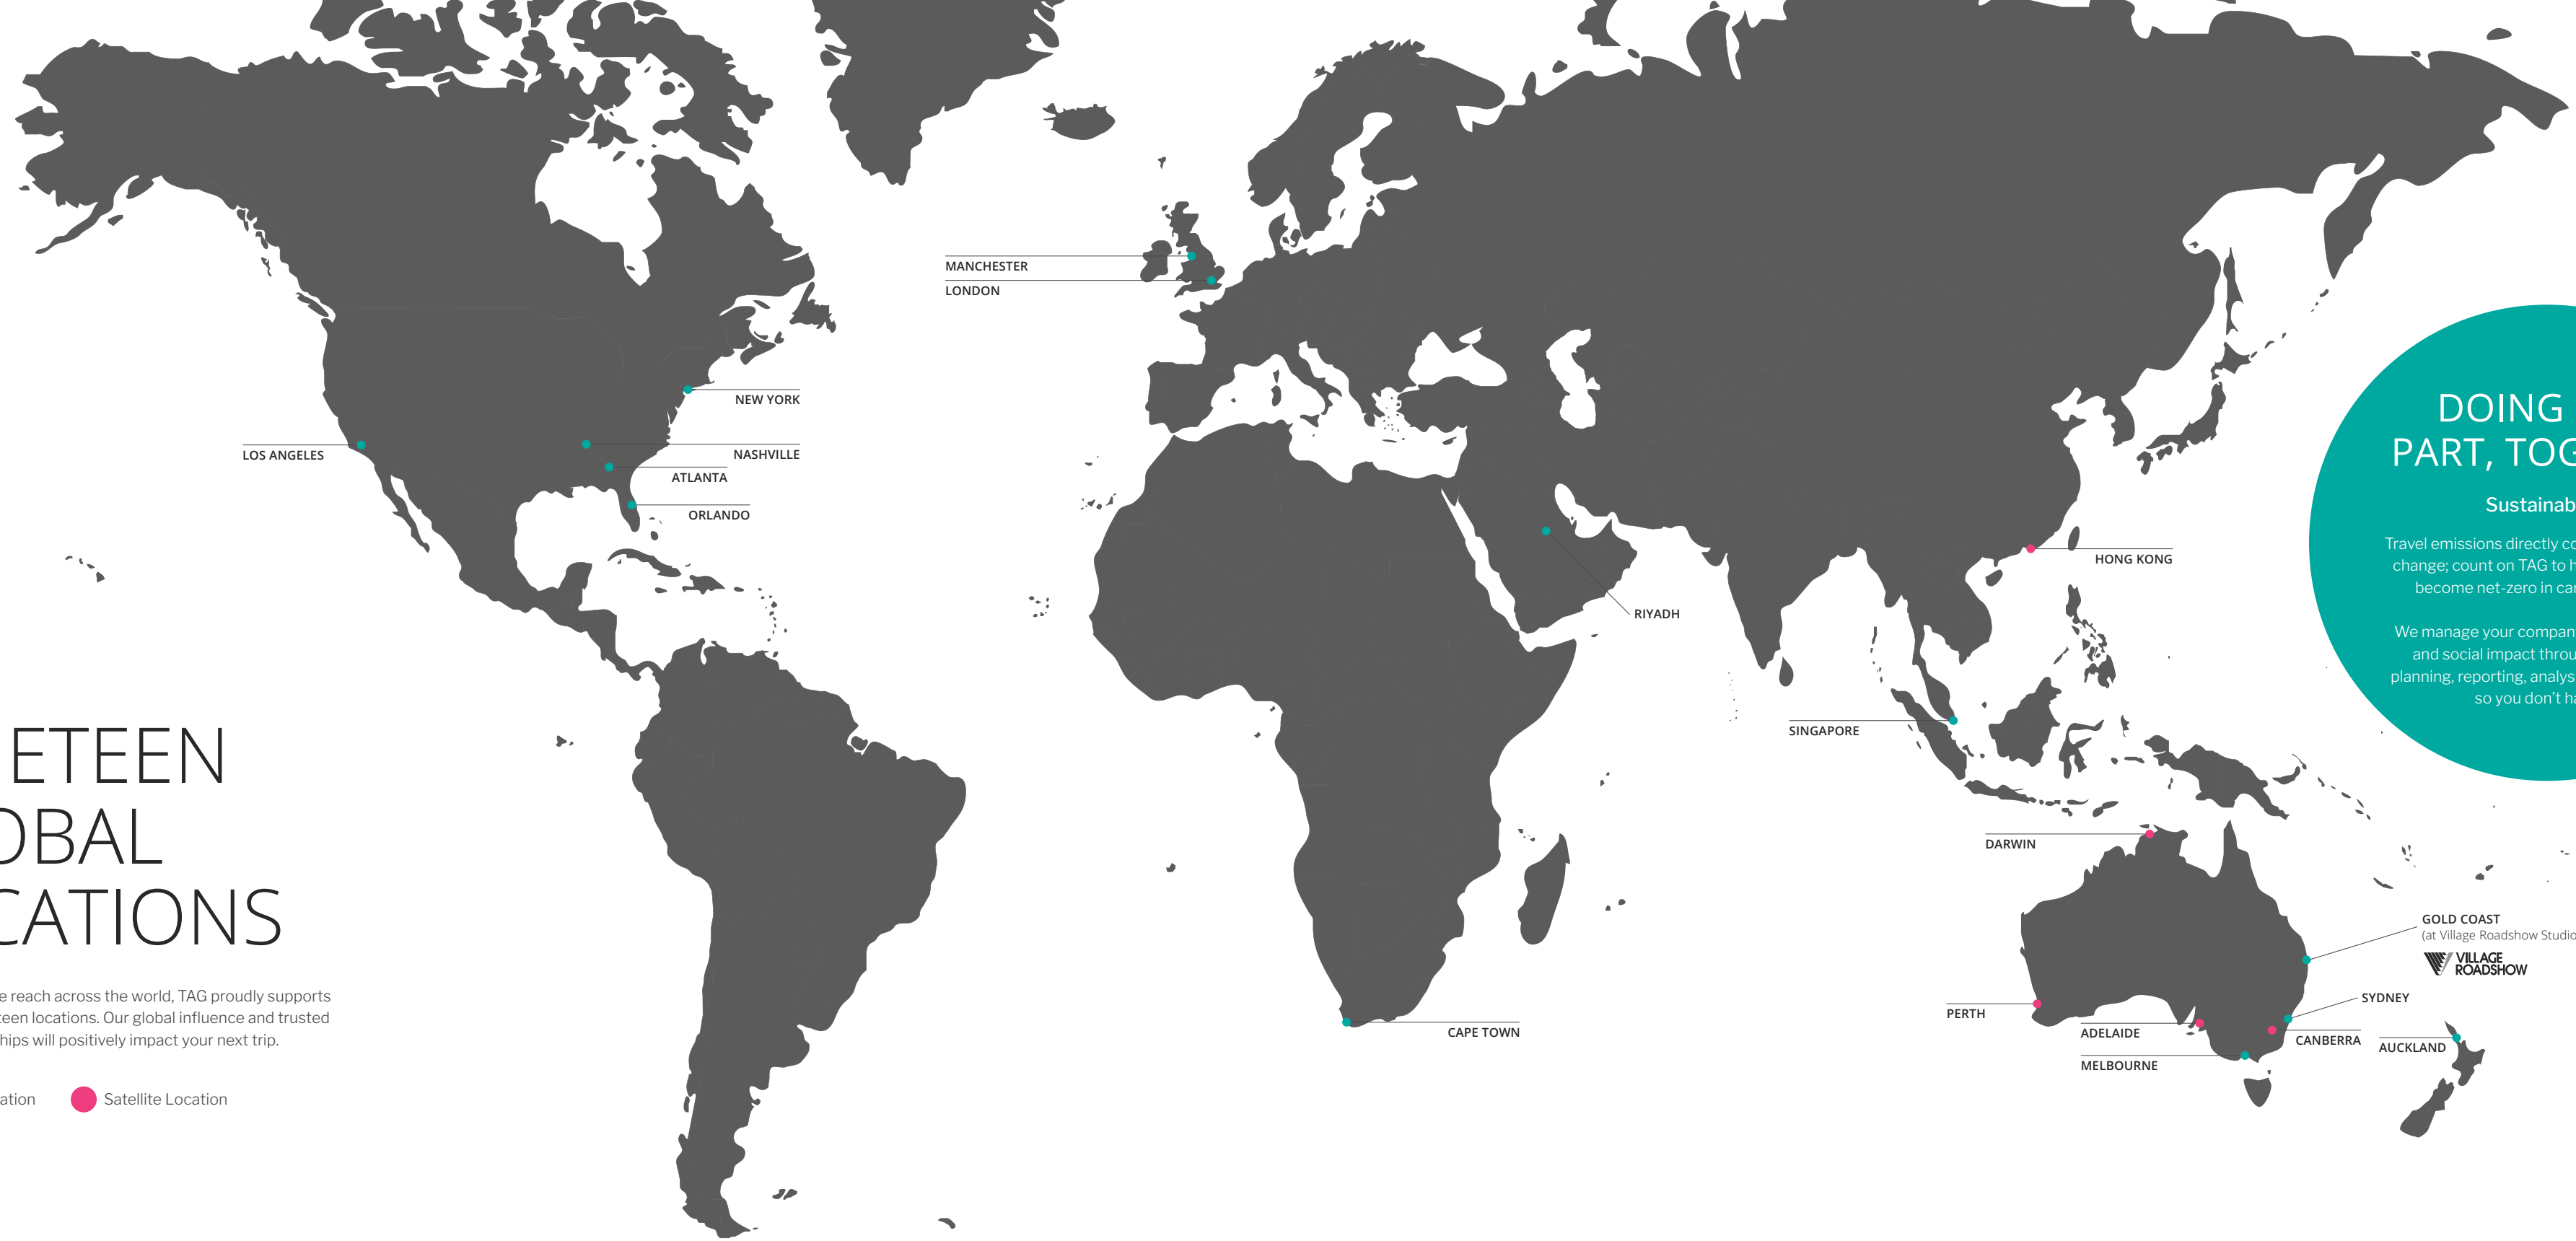 MANCHESTER
LONDON
NEW YORK
LOS ANGELES
NASHVILLE
ATLANTA
ORLANDO
RIYADH
HONG KONG
SINGAPORE
DARWIN
GOLD COAST
(at Village Roadshow Studio
VILLAGE
ROADSHOW
SYDNEY
PERTH
ADELAIDE
CANBERRA
AUCKLAND
MELBOURNE
CAPE TOWN
ETEEN
OBAL
CATIONS
e reach across the world, TAG proudly supports
teen locations. Our global influence and trusted
hips will positively impact your next trip.
ation
Satellite Location
DOING
PART, TOG
Sustainab
Travel emissions directly co
change; count on TAG to h
become net-zero in car
We manage your compan
and social impact throu
planning, reporting, analys
so you don't ha